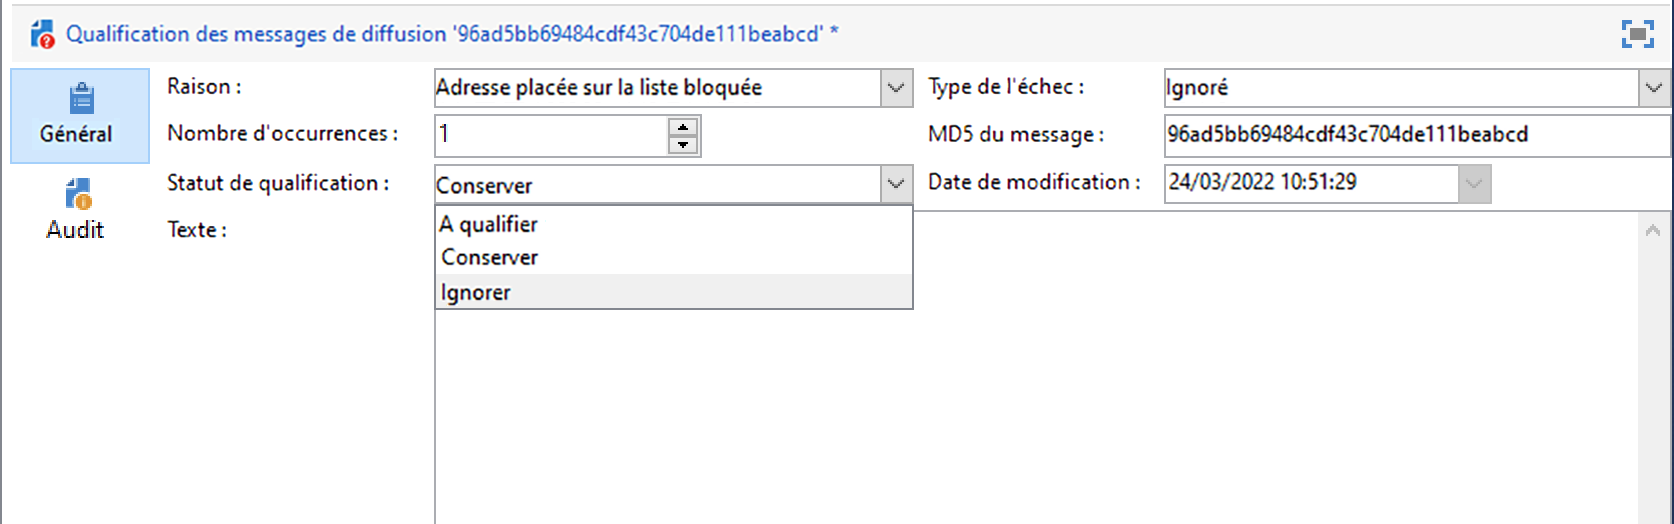 Qualification des messages de diffusion '96ad5bb69484cdf43c704de111beabcd' *
Général
Audit
Raison : Adresse placée sur la liste bloquée Type de l'échec : Ignoré
Nombre d'occurrences : 1 MD5 du message : 96ad5bb69484cdf43c704de111beabcd
Statut de qualification : Conserver Date de modification : 24/03/2022 10:51:29
A qualifier
Conserver
Ignorer
Texte :